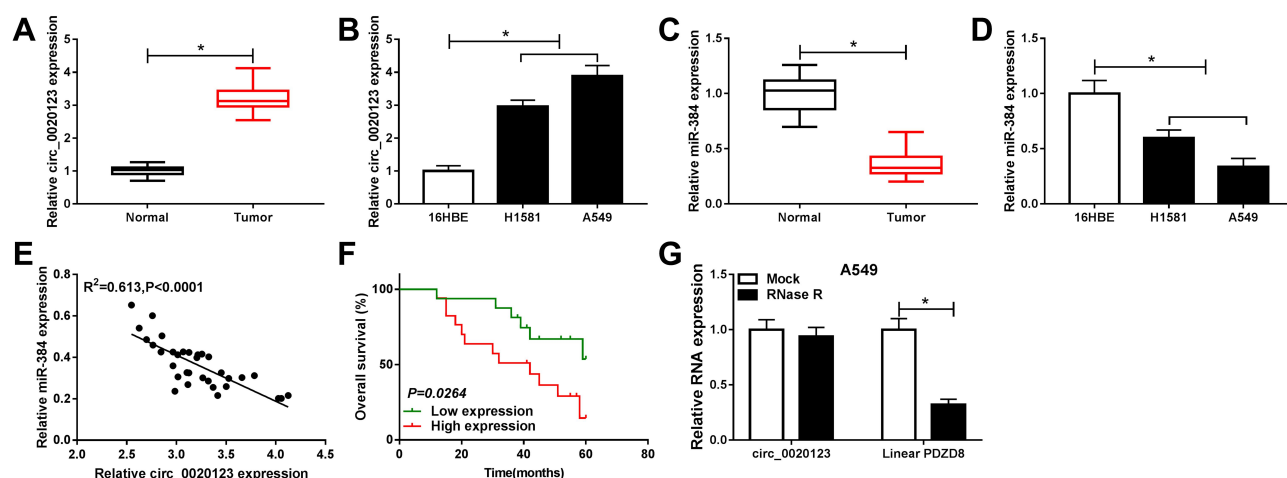 A
Relative circ_0020123 expression
5
4
3
2
1
0
*
Normal
Tumor
B
Relative circ_0020123 expression
5
4
3
2
1
0
*
16HBE
H1581
A549
C
Relative miR-384 expression
1.5
1.0
0.5
0.0
*
Normal
Tumor
D
Relative miR-384 expression
1.5
1.0
0.5
0.0
*
16HBE
H1581
A549
E
Relative miR-384 expression
0.8
0.6
0.4
0.2
0.0
R²=0.613,P<0.0001
2.0
2.5
3.0
3.5
4.0
4.5
Relative circ_0020123 expression
F
Overall survival (%)
100
50
0
P=0.0264
Low expression
High expression
0
20
40
60
80
Time(months)
G
A549
Relative RNA expression
1.5
1.0
0.5
0.0
Mock
RNase R
*
circ_0020123
Linear PDZD8